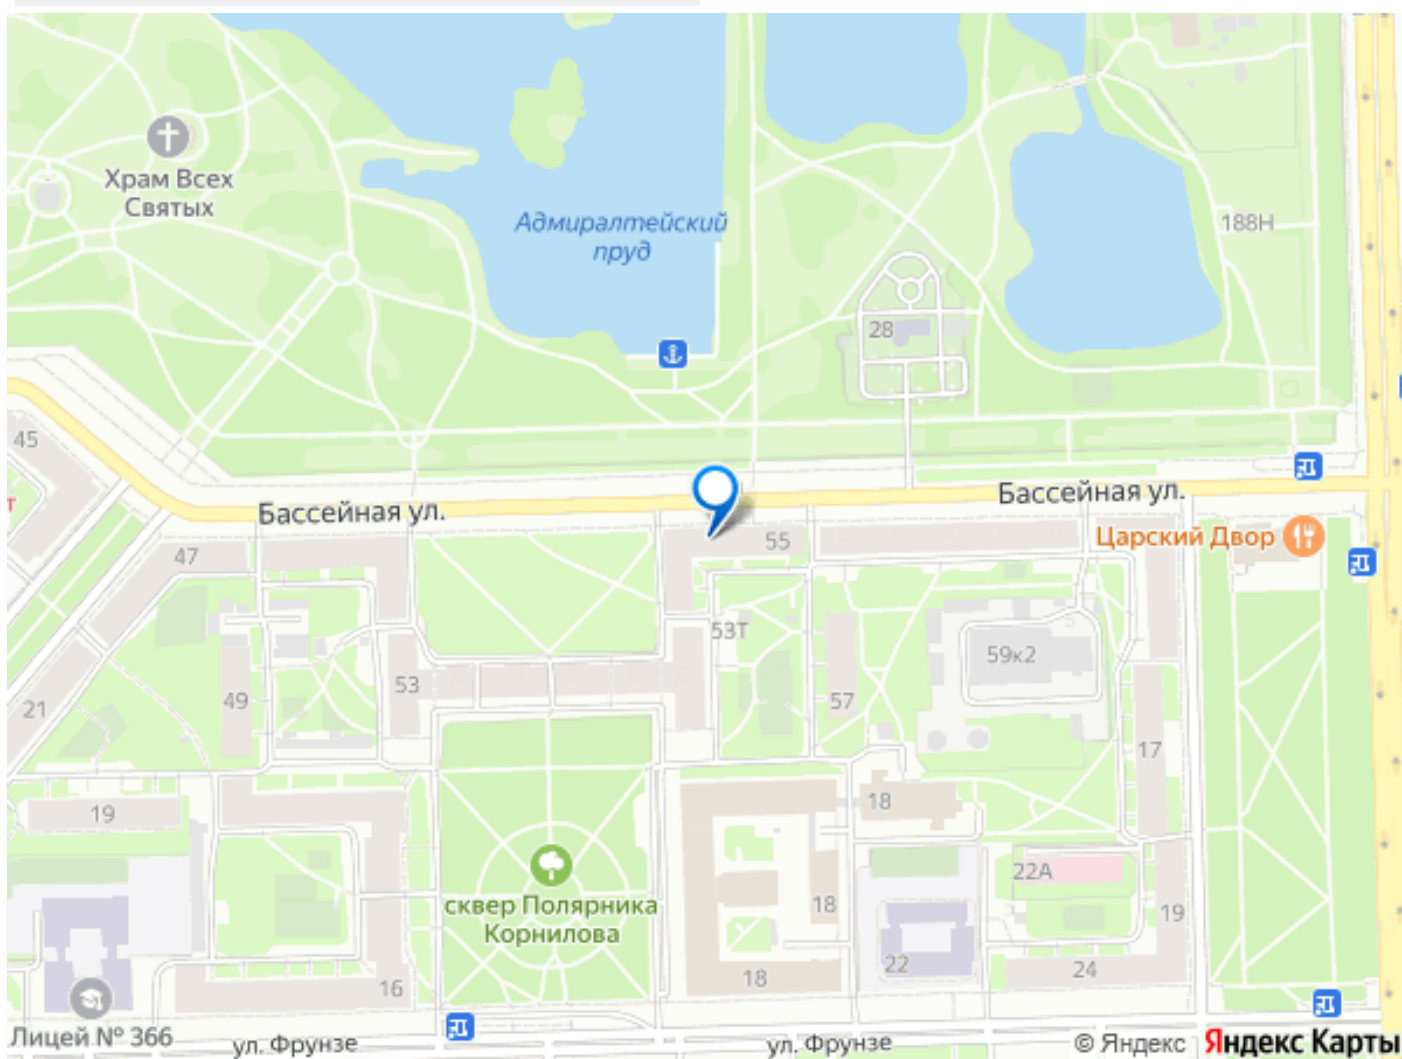 Храм Всех
Святых
Адмиралтейский
пруд
188Н
28
45
Бассейная ул.
Бассейная ул.
Царский Двор
55
47
53Т
59к2
53
49
57
21
17
19
18
22А
сквер Полярника
Корнилова
18
19
22
24
18
16
Лицей № 366
ул. Фрунзе
ул. Фрунзе
© Яндекс
Яндекс Карты